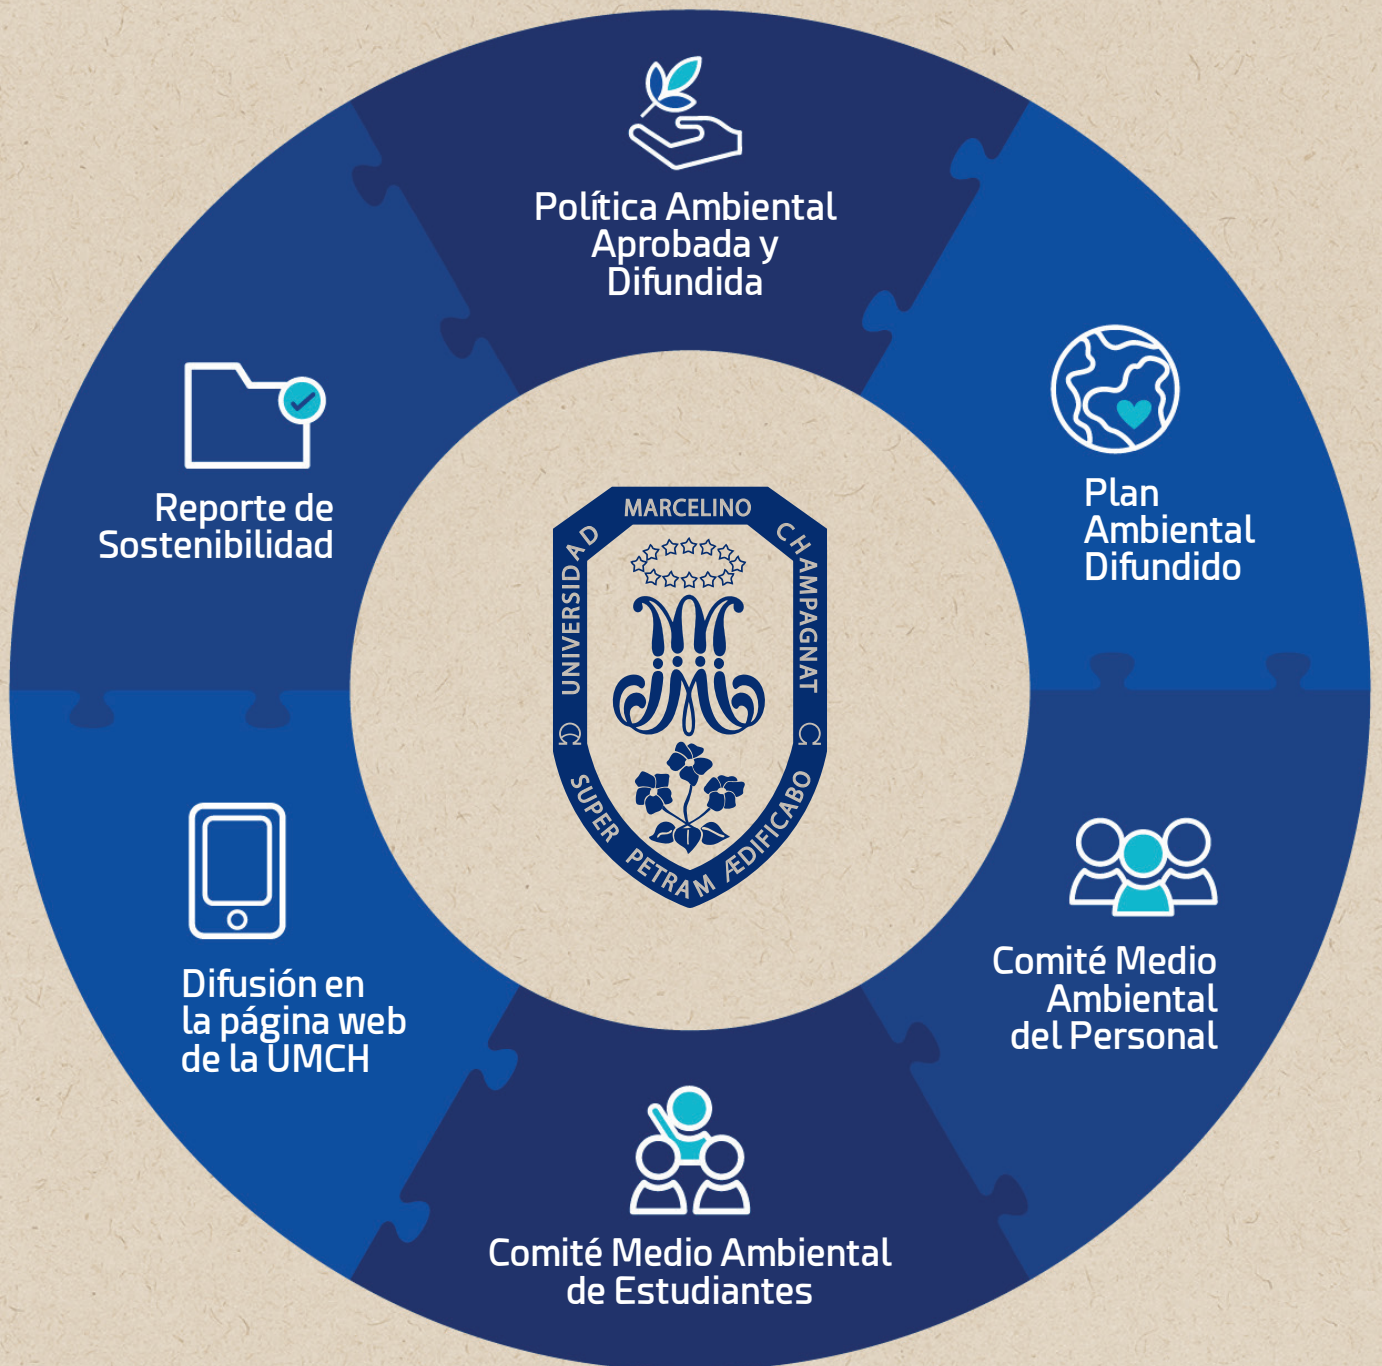 Política Ambiental
Aprobada y
Difundida
Plan
Ambiental
Difundido
Comité Medio
Ambiental
del Personal
Comité Medio Ambiental
de Estudiantes
Difusión en
la página web
de la UMCH
Reporte de
Sostenibilidad
UNIVERSIDAD MARCELINO CHAMPAGNAT
SUPER PETRAM ÆDIFICABO